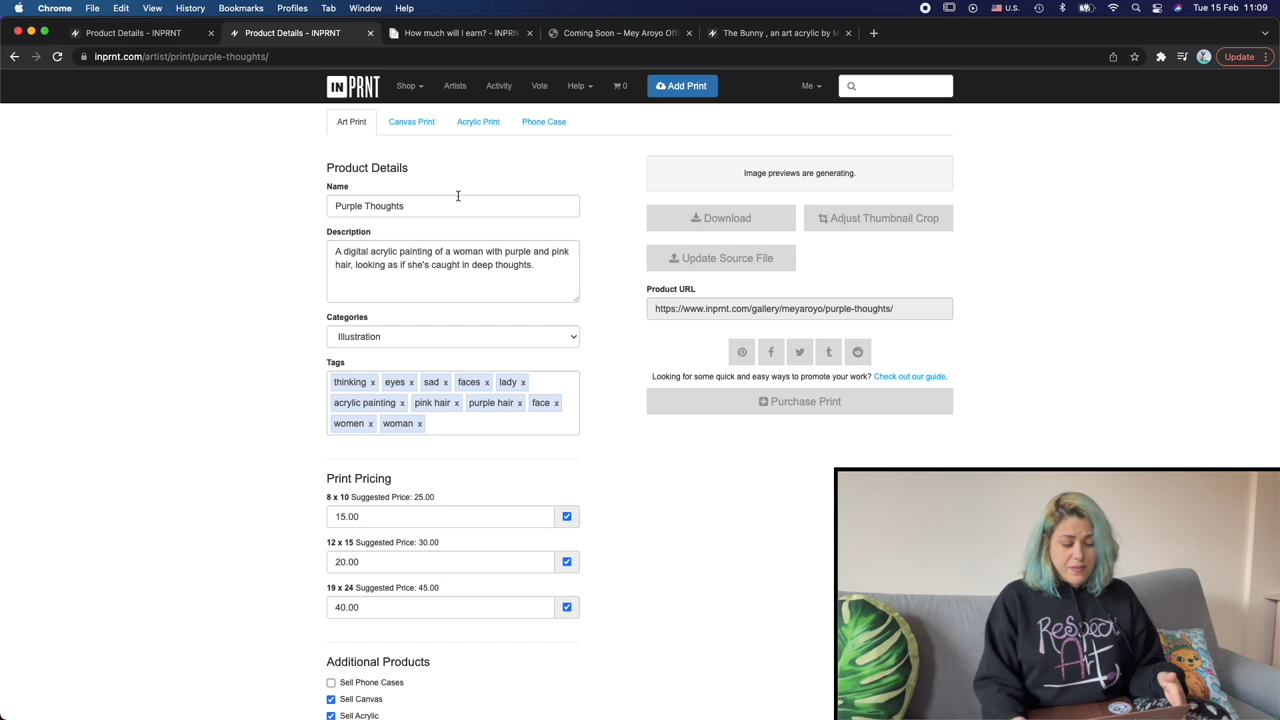 Chrome File Edit View History Bookmarks Profiles Tab Window Help U.S. Tue 15 Feb 11:09
Product Details - INPRNT x Product Details - INPRNT x How much will I earn? - INPRN x Coming Soon – Mey Aroyo Off x The Bunny , an art acrylic by M x +
inprnt.com/artist/print/purple-thoughts/ Update
INPRNT Shop Artists Activity Vote Help 0 Add Print Me
Art Print Canvas Print Acrylic Print Phone Case
Product Details
Name
Purple Thoughts
Description
A digital acrylic painting of a woman with purple and pink
hair, looking as if she's caught in deep thoughts.
Categories
Illustration
Tags
thinking x eyes x sad x faces x lady x
acrylic painting x pink hair x purple hair x face x
women x woman x
Print Pricing
8 x 10 Suggested Price: 25.00
15.00
12 x 15 Suggested Price: 30.00
20.00
19 x 24 Suggested Price: 45.00
40.00
Additional Products
Sell Phone Cases
Sell Canvas
Sell Acrylic
Image previews are generating.
Download Adjust Thumbnail Crop
Update Source File
Product URL
https://www.inprnt.com/gallery/meyaroyo/purple-thoughts/
Looking for some quick and easy ways to promote your work? Check out our guide.
Purchase Print
Respect
Art